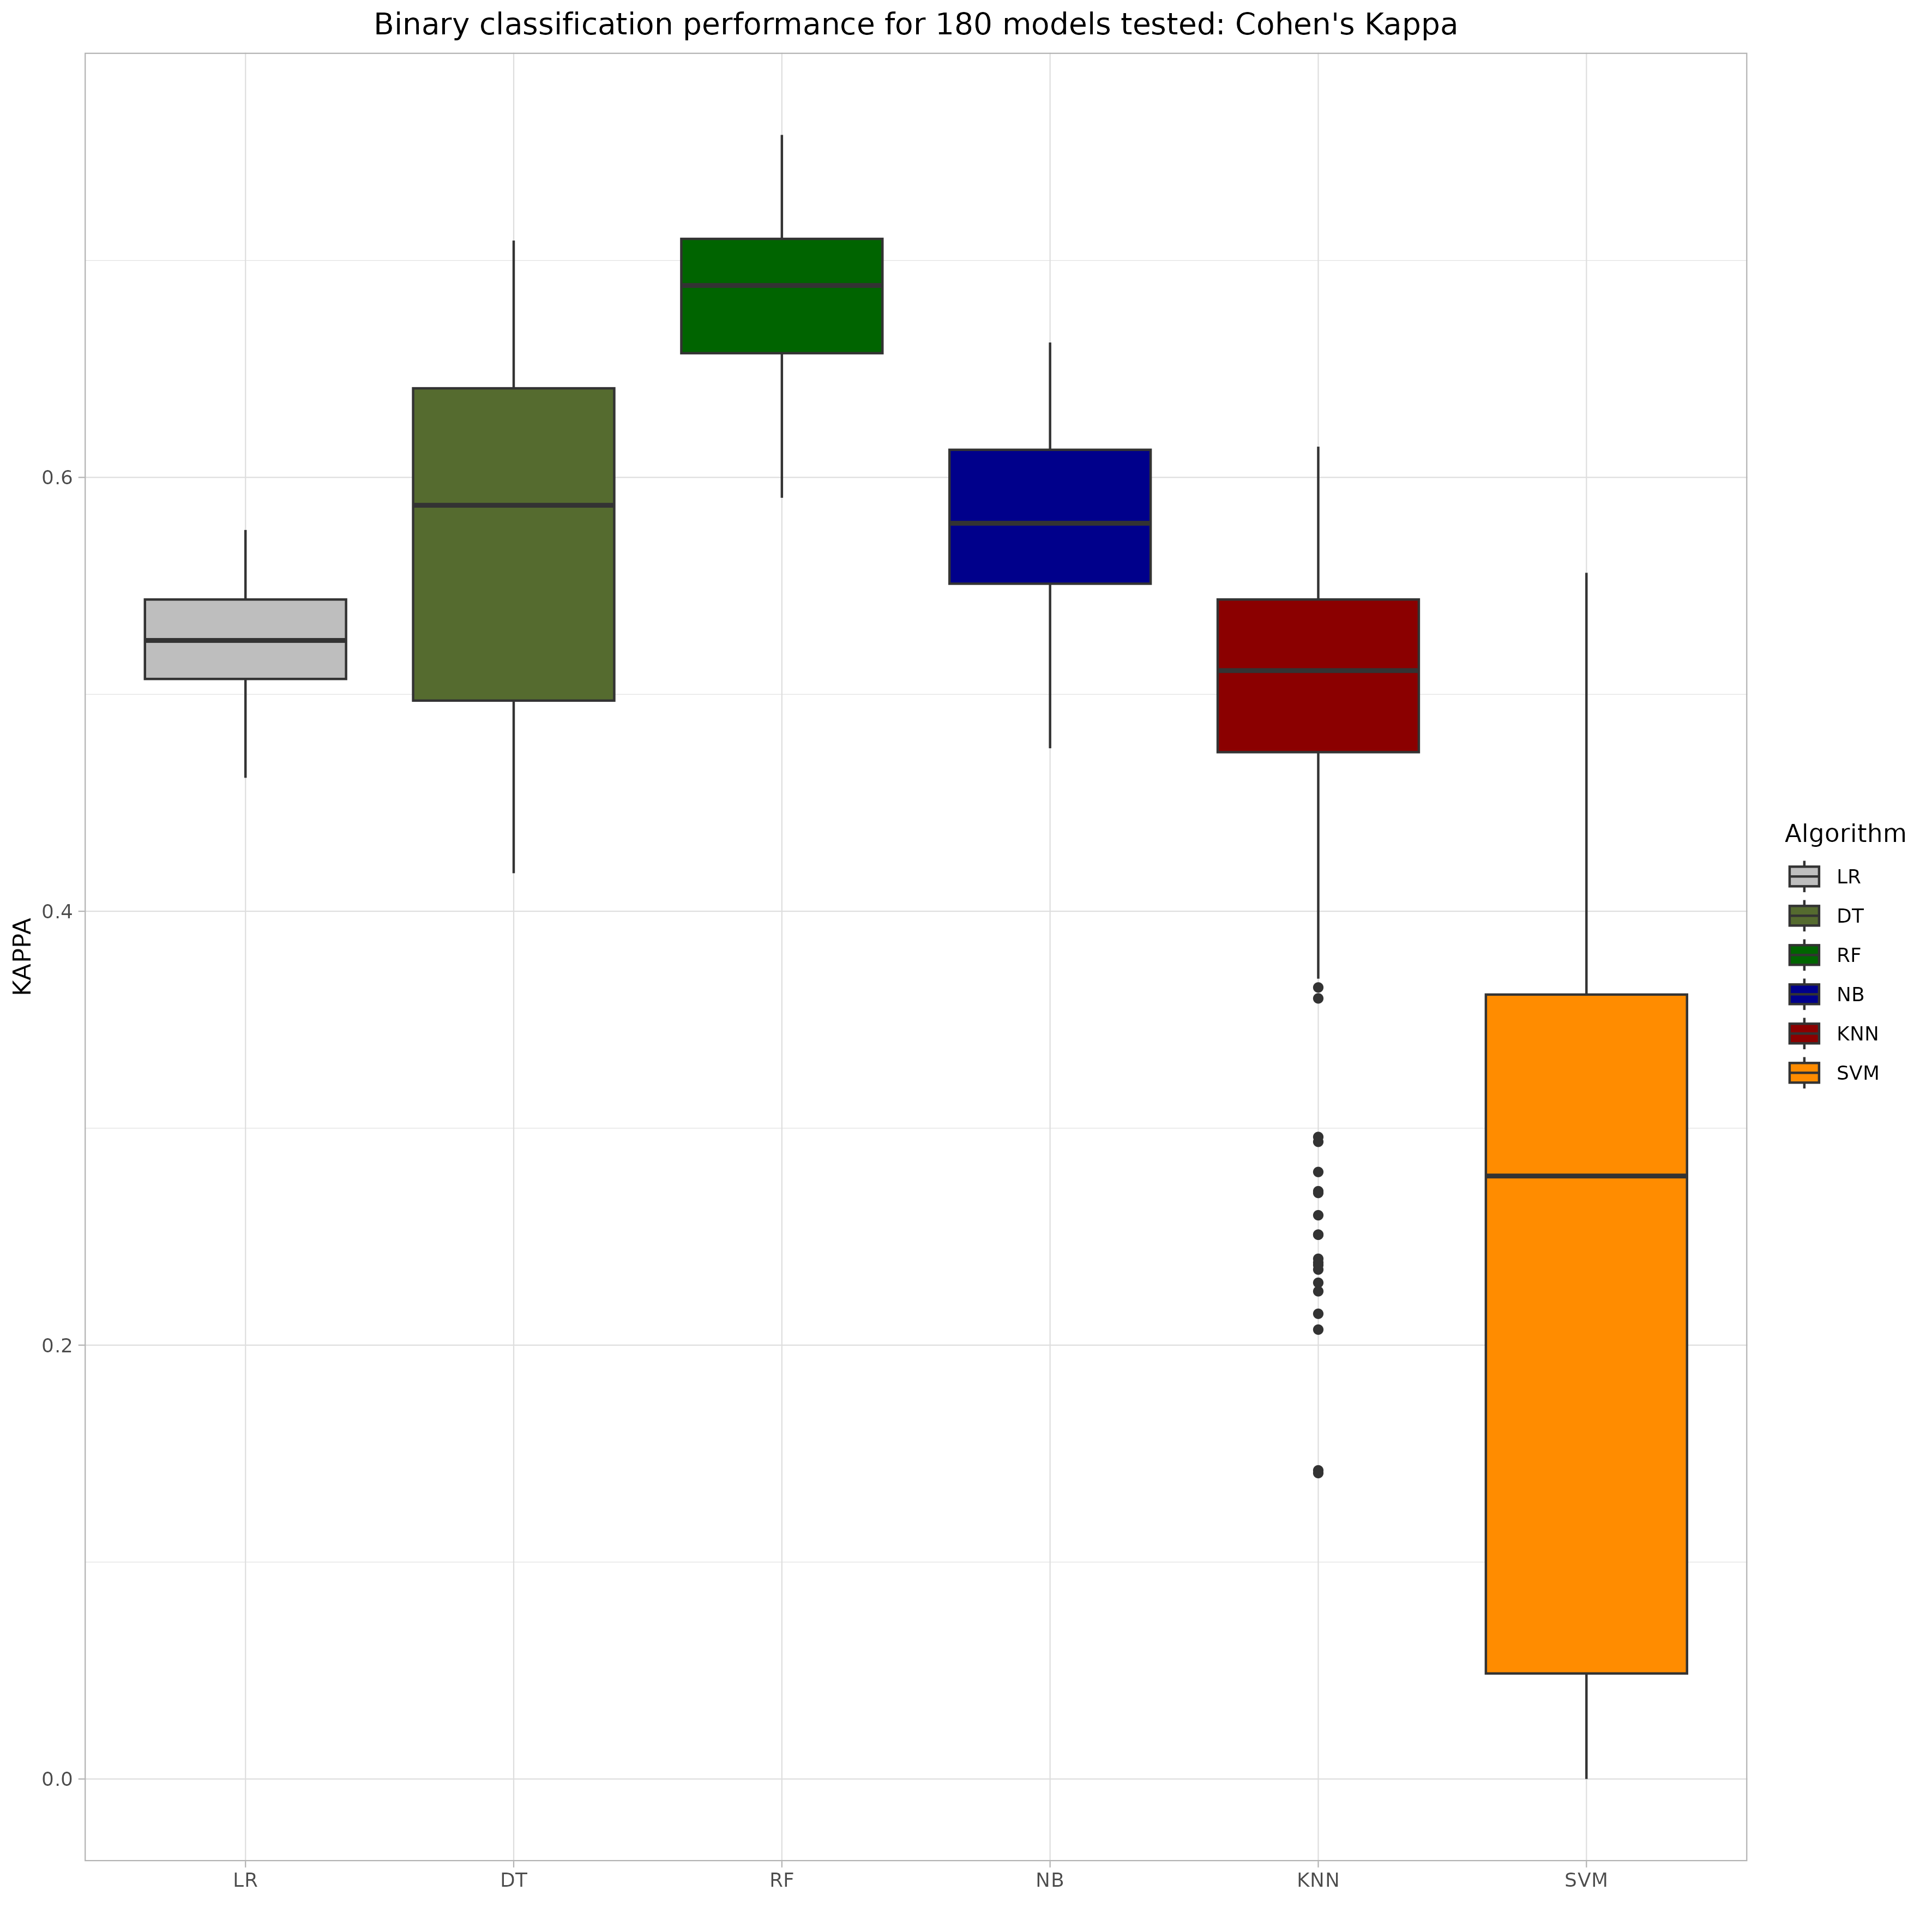 Binary classification performance for 180 models tested: Cohen's Kappa
KAPPA
0.6
0.4
0.2
0.0
LR
DT
RF
NB
KNN
SVM
Algorithm
LR
DT
RF
NB
KNN
SVM